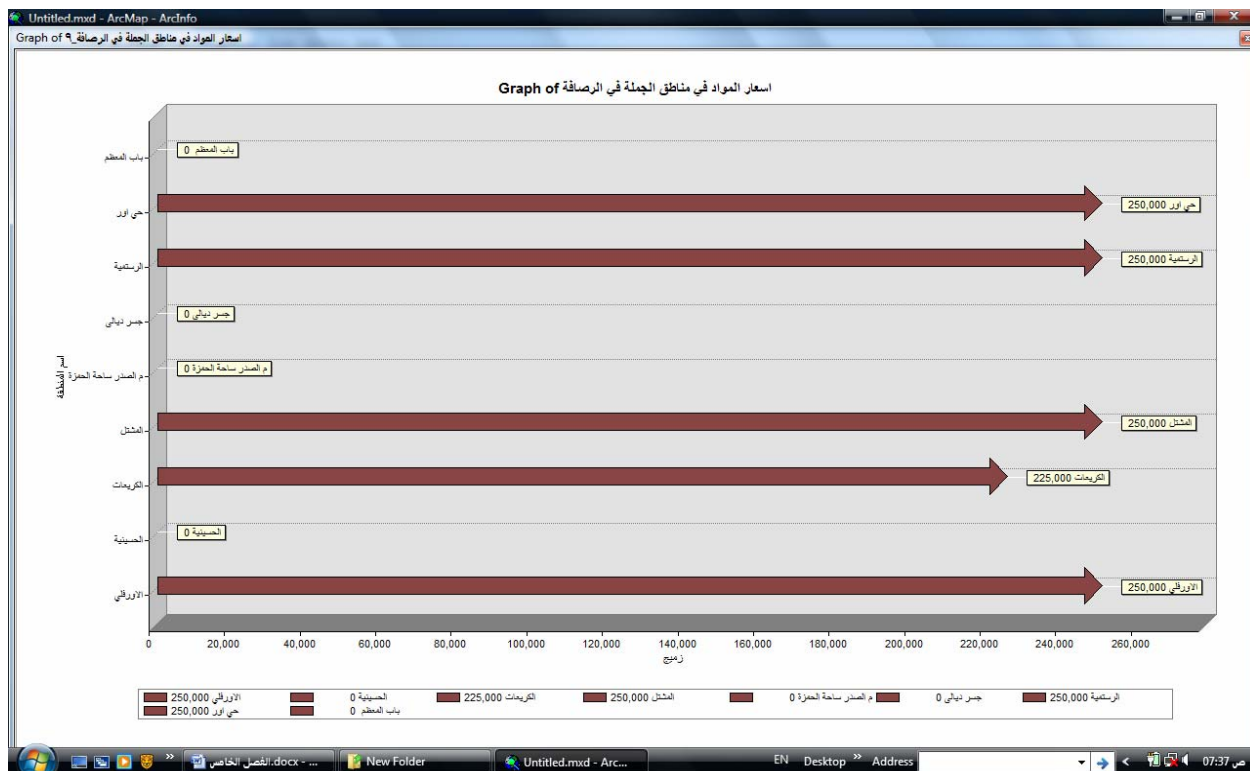 Untitled.mxd - ArcMap - ArcInfo
Graph of اسعار المواد في مناطق الجملة في الرصافة_٩
Graph of اسعار المواد في مناطق الجملة في الرصافة
باب المعظم
باب المعظم 0
حي اور
حي اور 250,000
الرستمية
الرستمية 250,000
جسر ديالى
جسر ديالى 0
م الصدر ساحة الحمزة
م الصدر ساحة الحمزة 0
اسم المنطقة
المشتل
المشتل 250,000
الكريعات
الكريعات 225,000
الحسينية
الحسينية 0
الاورفلي
الاورفلي 250,000
0 20,000 40,000 60,000 80,000 100,000 120,000 140,000 160,000 180,000 200,000 220,000 240,000 260,000
زميج
الاورفلي 250,000 الحسينية 0 الكريعات 225,000 المشتل 250,000 م الصدر ساحة الحمزة 0 جسر ديالى 0 الرستمية 250,000
حي اور 250,000 باب المعظم 0
الفصل الخامس.docx - ... New Folder Untitled.mxd - Arc... EN Desktop » Address 07:37 ص